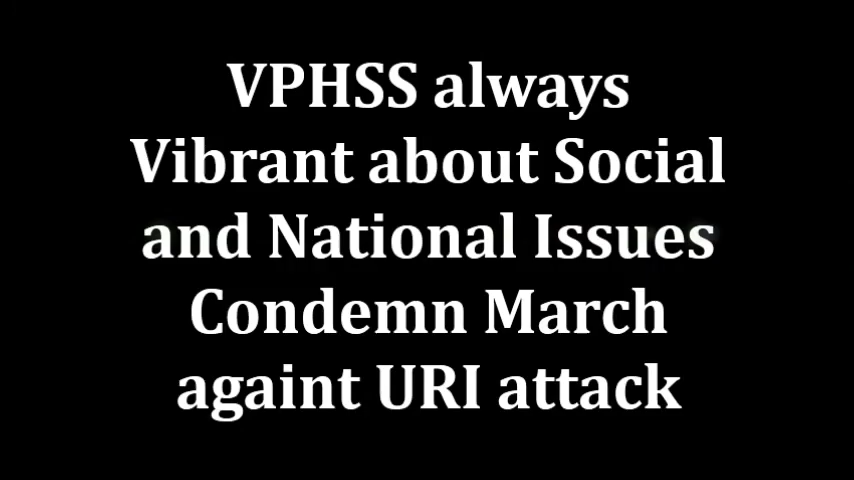 VPHSS always
Vibrant about Social
and National Issues
Condemn March
againt URI attack